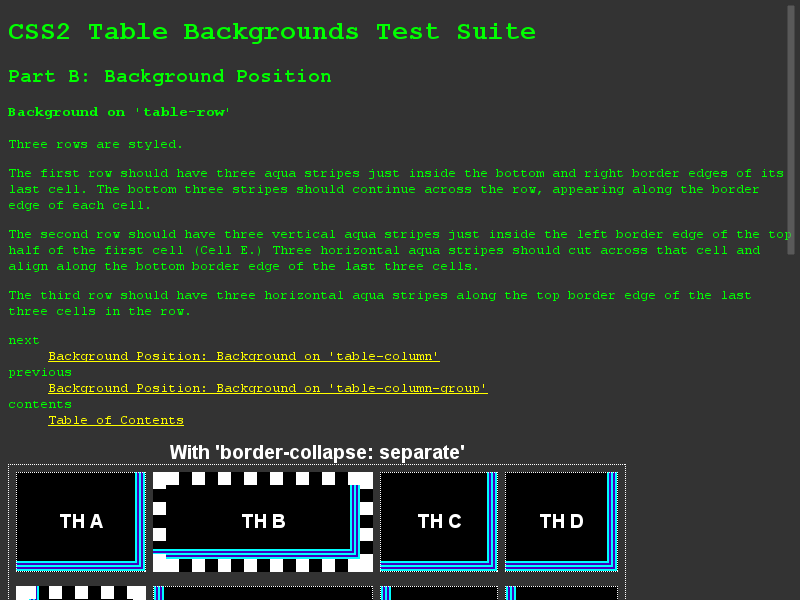 CSS2 Table Backgrounds Test Suite
Part B: Background Position
Background on 'table-row'
Three rows are styled.
The first row should have three aqua stripes just inside the bottom and right border edges of its
last cell. The bottom three stripes should continue across the row, appearing along the border
edge of each cell.
The second row should have three vertical aqua stripes just inside the left border edge of the top
half of the first cell (Cell E.) Three horizontal aqua stripes should cut across that cell and
align along the bottom border edge of the last three cells.
The third row should have three horizontal aqua stripes along the top border edge of the last
three cells in the row.
next
Background Position: Background on 'table-column'
previous
Background Position: Background on 'table-column-group'
contents
Table of Contents
With 'border-collapse: separate'
TH A TH B TH C TH D